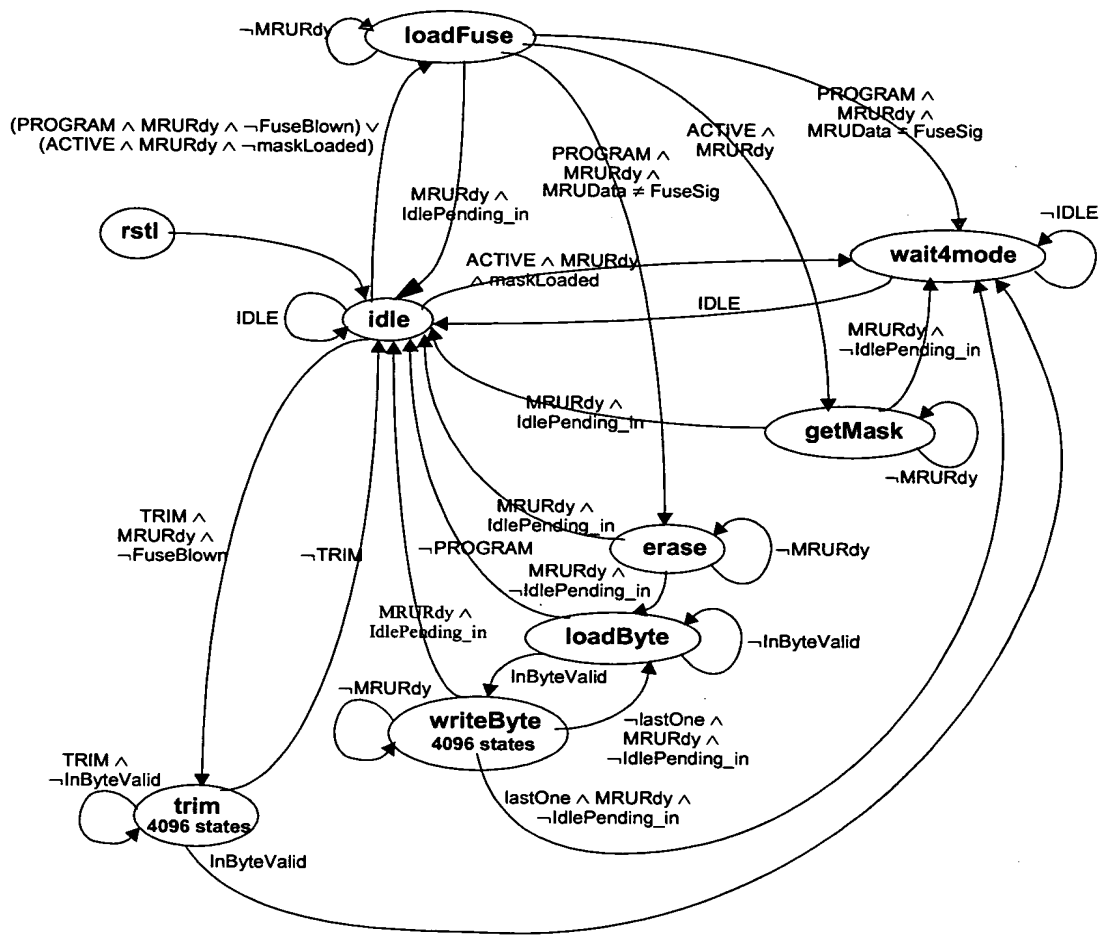 ¬MRURdy
loadFuse
(PROGRAM ∧ MRURdy ∧ ¬FuseBlown) ∨
(ACTIVE ∧ MRURdy ∧ ¬maskLoaded)
MRURdy ∧
IdlePending_in
PROGRAM ∧
MRURdy ∧
MRUData ≠ FuseSig
ACTIVE ∧
MRURdy
PROGRAM ∧
MRURdy ∧
MRUData = FuseSig
rstl
¬IDLE
wait4mode
ACTIVE ∧ MRURdy
∧ maskLoaded
IDLE
IDLE
idle
MRURdy ∧
¬IdlePending_in
MRURdy ∧
IdlePending_in
getMask
¬MRURdy
TRIM ∧
MRURdy ∧
¬FuseBlown
¬TRIM
MRURdy ∧
IdlePending_in
erase
¬MRURdy
¬PROGRAM
MRURdy ∧
¬IdlePending_in
MRURdy ∧
IdlePending_in
loadByte
¬InByteValid
InByteValid
¬MRURdy
writeByte
4096 states
¬lastOne ∧
MRURdy ∧
¬IdlePending_in
TRIM ∧
¬InByteValid
trim
4096 states
lastOne ∧ MRURdy ∧
¬IdlePending_in
InByteValid